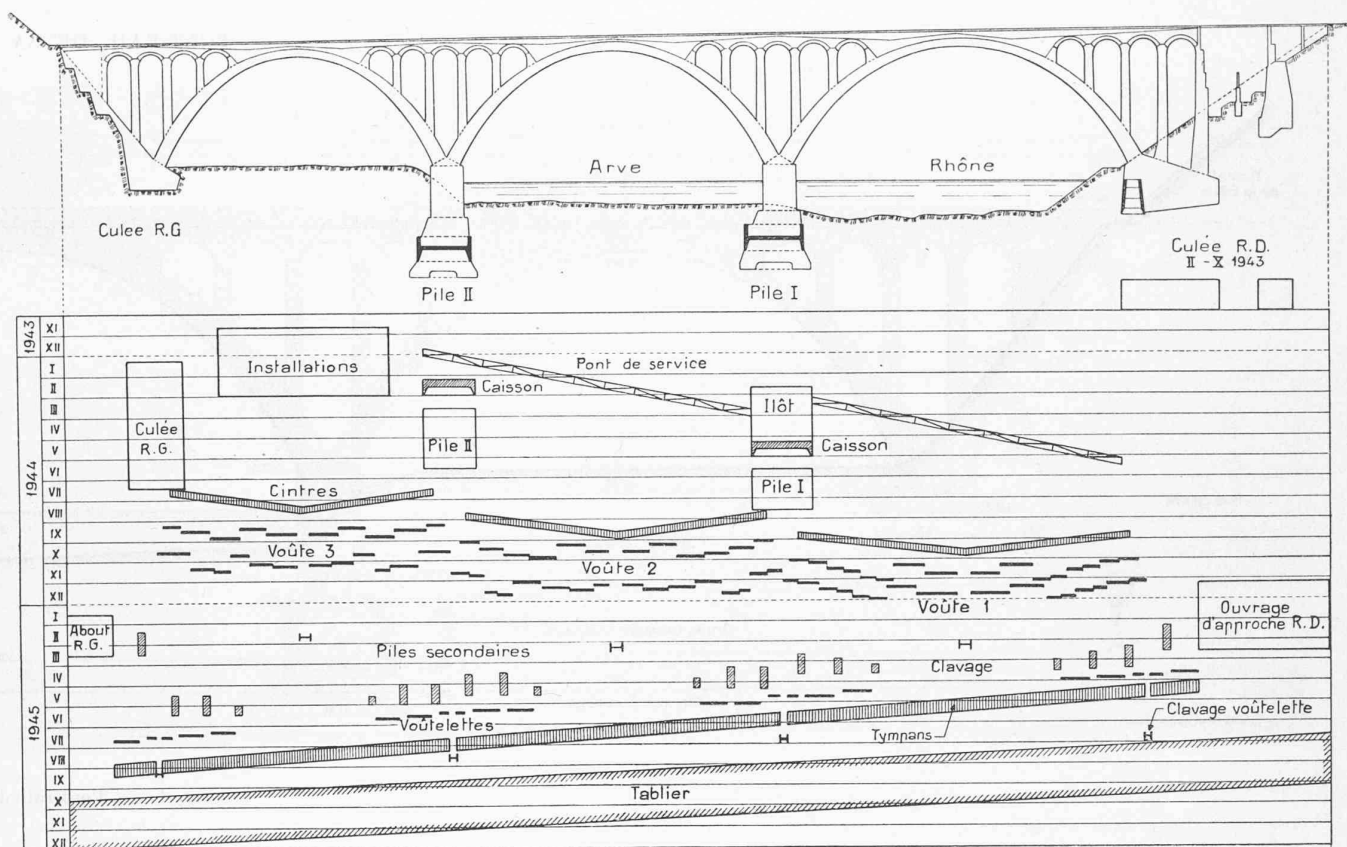 Arve
Rhône
Culée R.G
Pile II
Pile I
Culée R.D.
II - X 1943
1943
XI
XII
1944
I
II
III
IV
V
VI
VII
VIII
IX
X
XI
XII
1945
I
II
III
IV
V
VI
VII
VIII
IX
X
XI
XII
Installations
Pont de service
Caisson
Ilôt
Culée
R.G.
Pile II
Caisson
Pile I
Cintres
Voûte 3
Voûte 2
Voûte 1
About
R.G.
Ouvrage
d'approche R.D.
Piles secondaires
Clavage
Voûtelettes
Tympans
Clavage voûtelette
Tablier